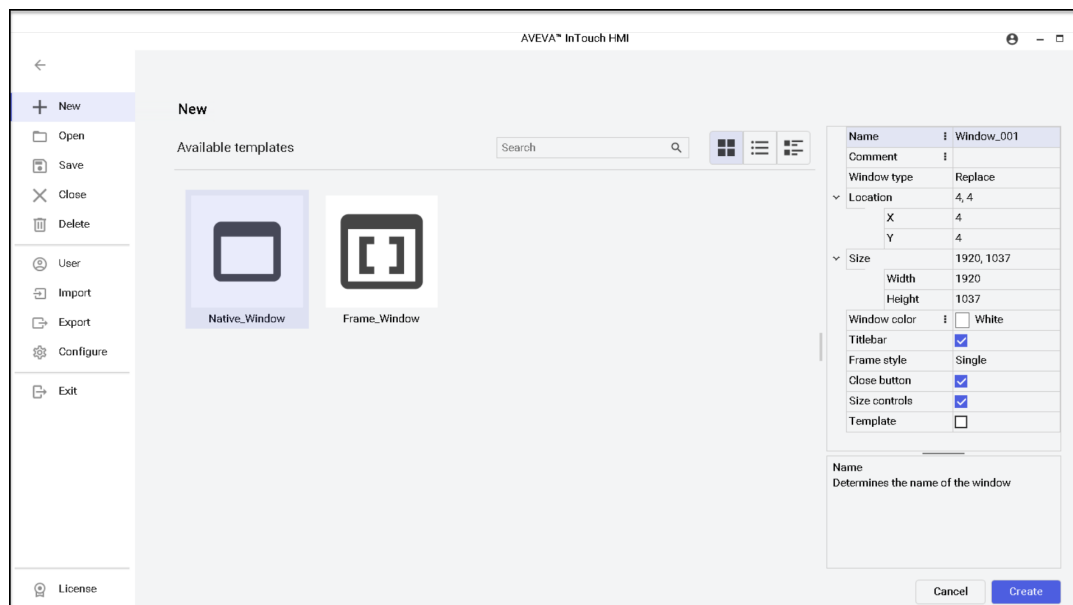 AVEVA™ InTouch HMI
New
Open
Save
Close
Delete
User
Import
Export
Configure
Exit
License
New
Available templates
Search
Native_Window
Frame_Window
Name Window_001
Comment
Window type Replace
Location 4, 4
X 4
Y 4
Size 1920, 1037
Width 1920
Height 1037
Window color White
Titlebar
Frame style Single
Close button
Size controls
Template
Name
Determines the name of the window
Cancel Create